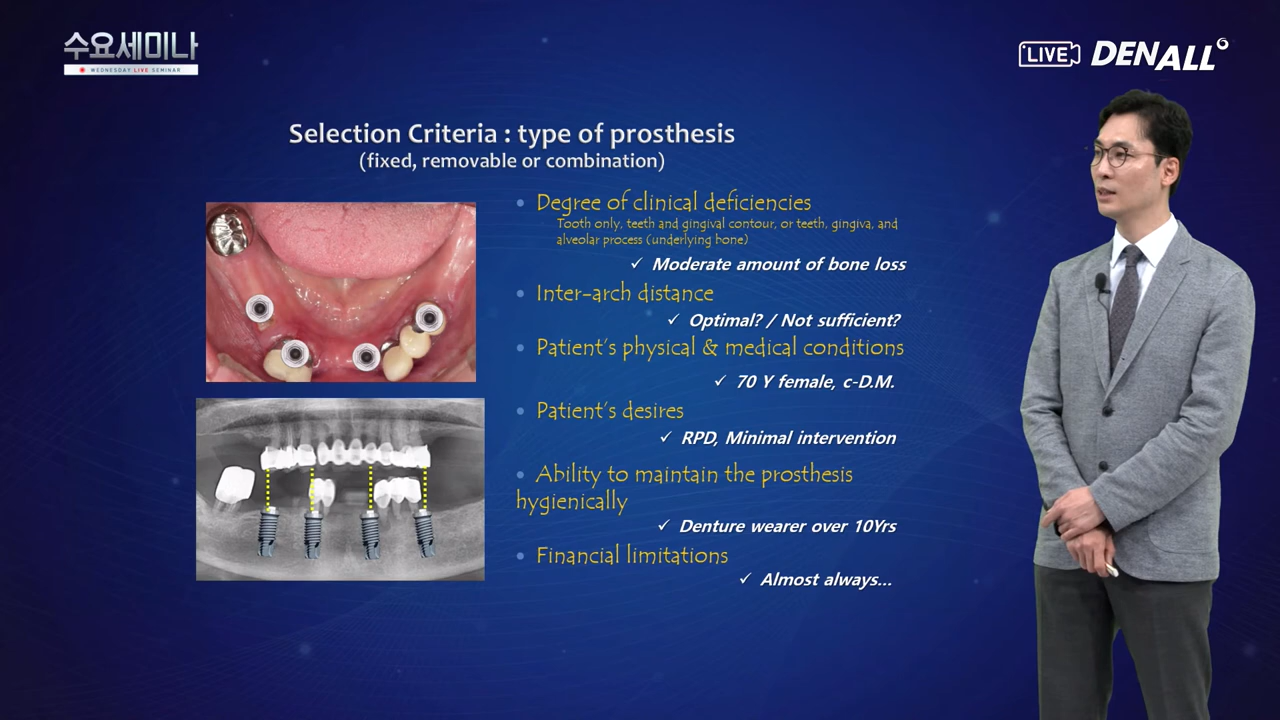 수요세미나
WEDNESDAY LIVE SEMINAR
LIVE DENALL
Selection Criteria : type of prosthesis
(fixed, removable or combination)
• Degree of clinical deficiencies
Tooth only, teeth and gingival contour, or teeth, gingiva, and
alveolar process (underlying bone)
✓ Moderate amount of bone loss
• Inter-arch distance
✓ Optimal? / Not sufficient?
• Patient's physical & medical conditions
✓ 70 Y female, c-D.M.
• Patient's desires
✓ RPD, Minimal intervention
• Ability to maintain the prosthesis
hygienically
✓ Denture wearer over 10Yrs
• Financial limitations
✓ Almost always...